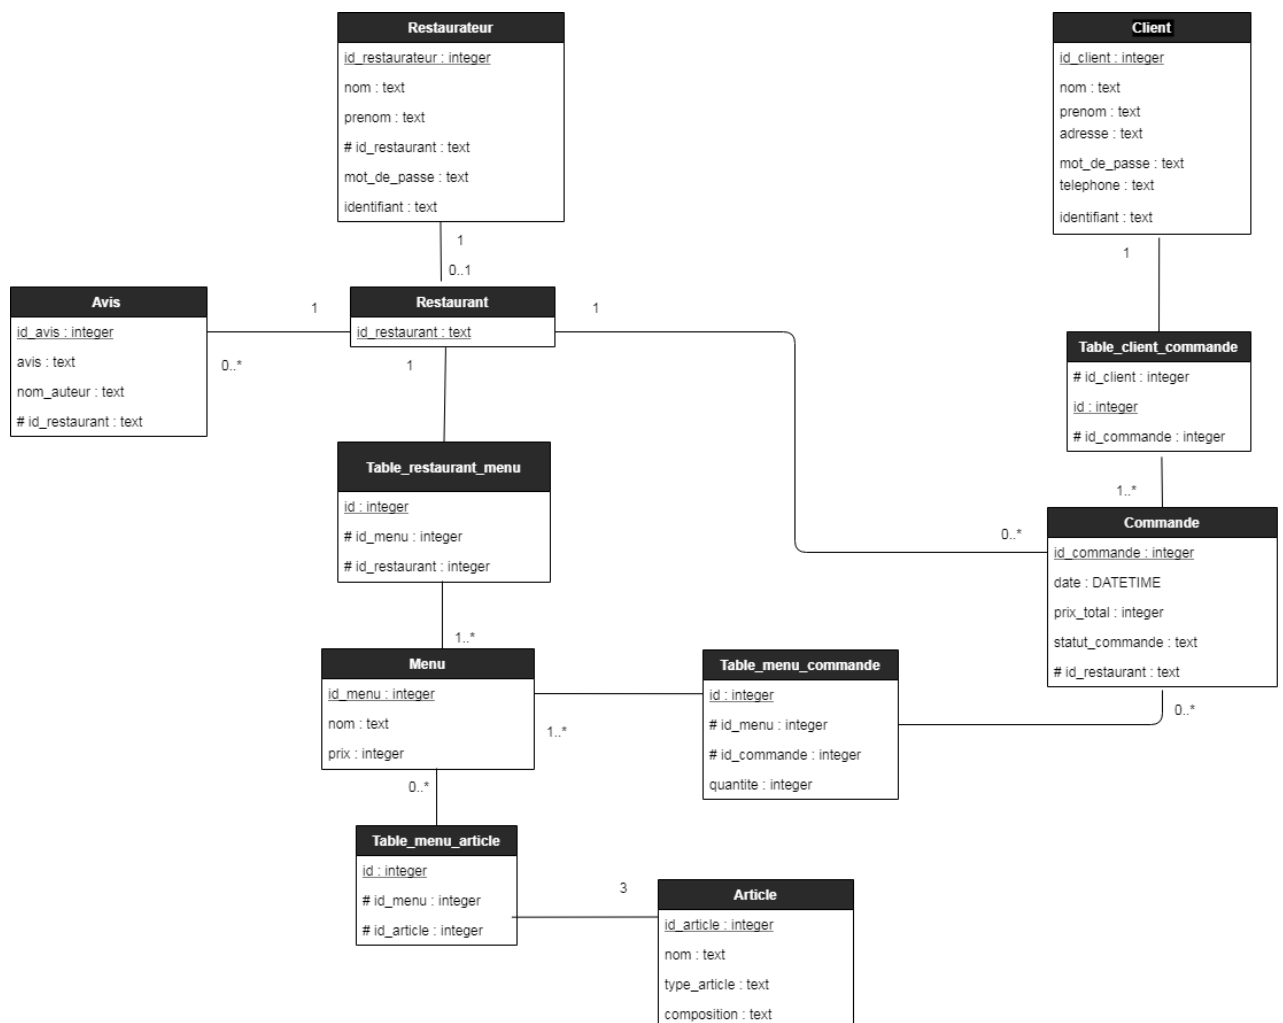 Restaurateur
id_restaurateur : integer
nom : text
prenom : text
# id_restaurant : text
mot_de_passe : text
identifiant : text
Client
id_client : integer
nom : text
prenom : text
adresse : text
mot_de_passe : text
telephone : text
identifiant : text
1
0..1
1
Avis
id_avis : integer
avis : text
nom_auteur : text
# id_restaurant : text
1
0..*
Restaurant
id_restaurant : text
1
1
Table_client_commande
# id_client : integer
id : integer
# id_commande : integer
1..*
Table_restaurant_menu
id : integer
# id_menu : integer
# id_restaurant : integer
1..*
0..*
Commande
id_commande : integer
date : DATETIME
prix_total : integer
statut_commande : text
# id_restaurant : text
0..*
Menu
id_menu : integer
nom : text
prix : integer
1..*
0..*
Table_menu_commande
id : integer
# id_menu : integer
# id_commande : integer
quantite : integer
Table_menu_article
id : integer
# id_menu : integer
# id_article : integer
3
Article
id_article : integer
nom : text
type_article : text
composition : text